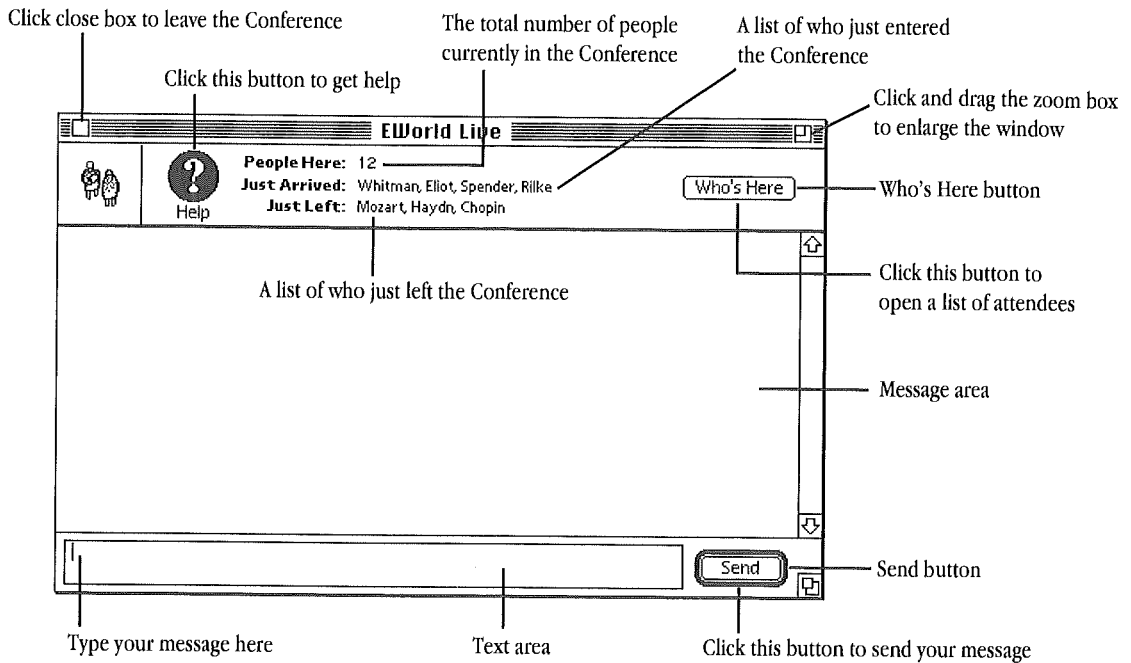 Click close box to leave the Conference
The total number of people
currently in the Conference
A list of who just entered
the Conference
Click this button to get help
Click and drag the zoom box
to enlarge the window
EWorld Live
People Here: 12
Just Arrived: Whitman, Eliot, Spender, Rilke
Just Left: Mozart, Haydn, Chopin
?
Help
Who's Here
Who's Here button
A list of who just left the Conference
Click this button to
open a list of attendees
Message area
Send
Send button
Type your message here
Text area
Click this button to send your message